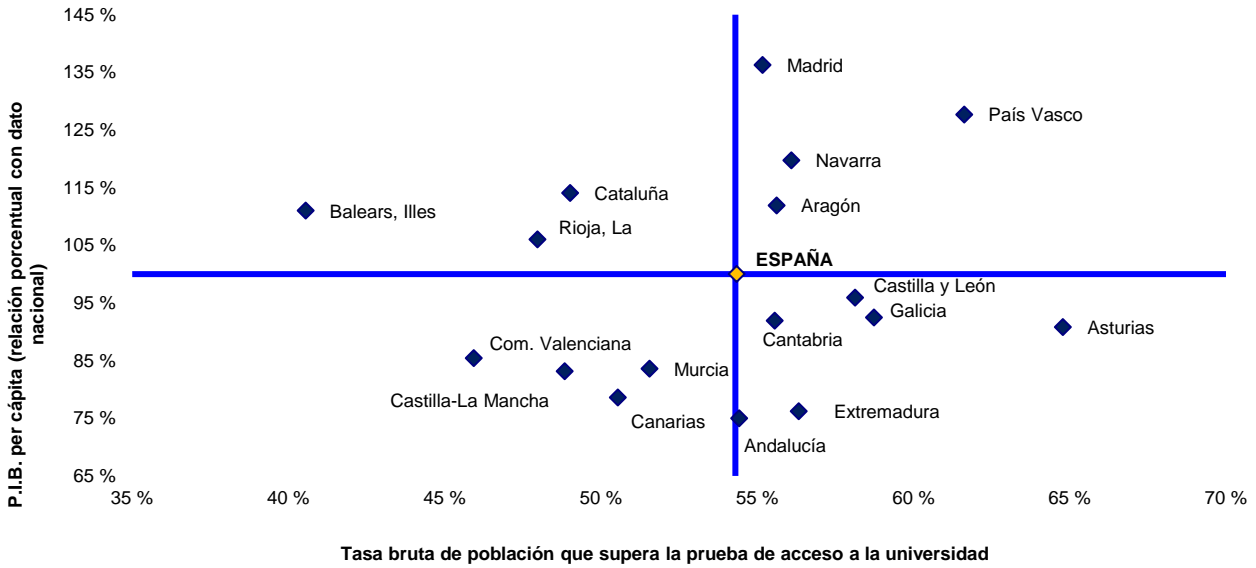 145 %
135 %
125 %
115 %
105 %
95 %
85 %
75 %
65 %
P.I.B. per cápita (relación porcentual con dato
nacional)
Madrid
País Vasco
Navarra
Cataluña
Aragón
Balears, Illes
Rioja, La
ESPAÑA
Castilla y León
Galicia
Asturias
Cantabria
Com. Valenciana
Murcia
Castilla-La Mancha
Canarias
Extremadura
Andalucía
35 %
40 %
45 %
50 %
55 %
60 %
65 %
70 %
Tasa bruta de población que supera la prueba de acceso a la universidad